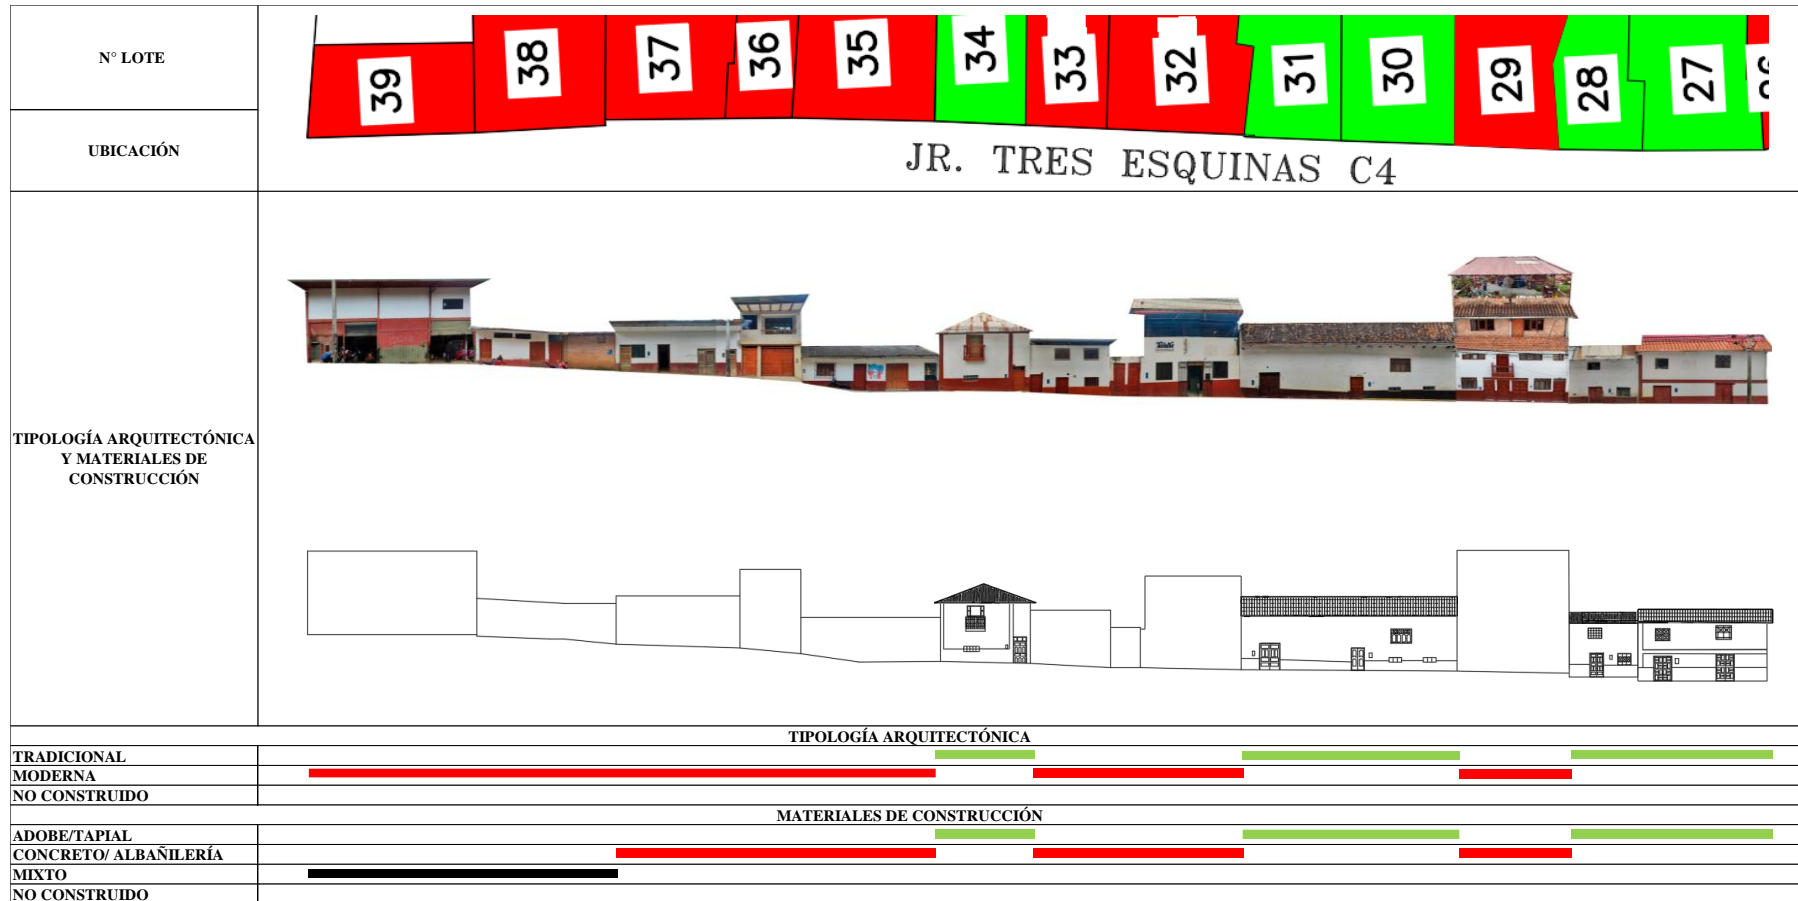 N° LOTE
39
38
37
36
35
34
33
32
31
30
29
28
27
UBICACIÓN
JR. TRES ESQUINAS C4
TIPOLOGÍA ARQUITECTÓNICA
Y MATERIALES DE
CONSTRUCCIÓN
TIPOLOGÍA ARQUITECTÓNICA
TRADICIONAL
MODERNA
NO CONSTRUIDO
MATERIALES DE CONSTRUCCIÓN
ADOBE/TAPIAL
CONCRETO/ ALBAÑILERÍA
MIXTO
NO CONSTRUIDO